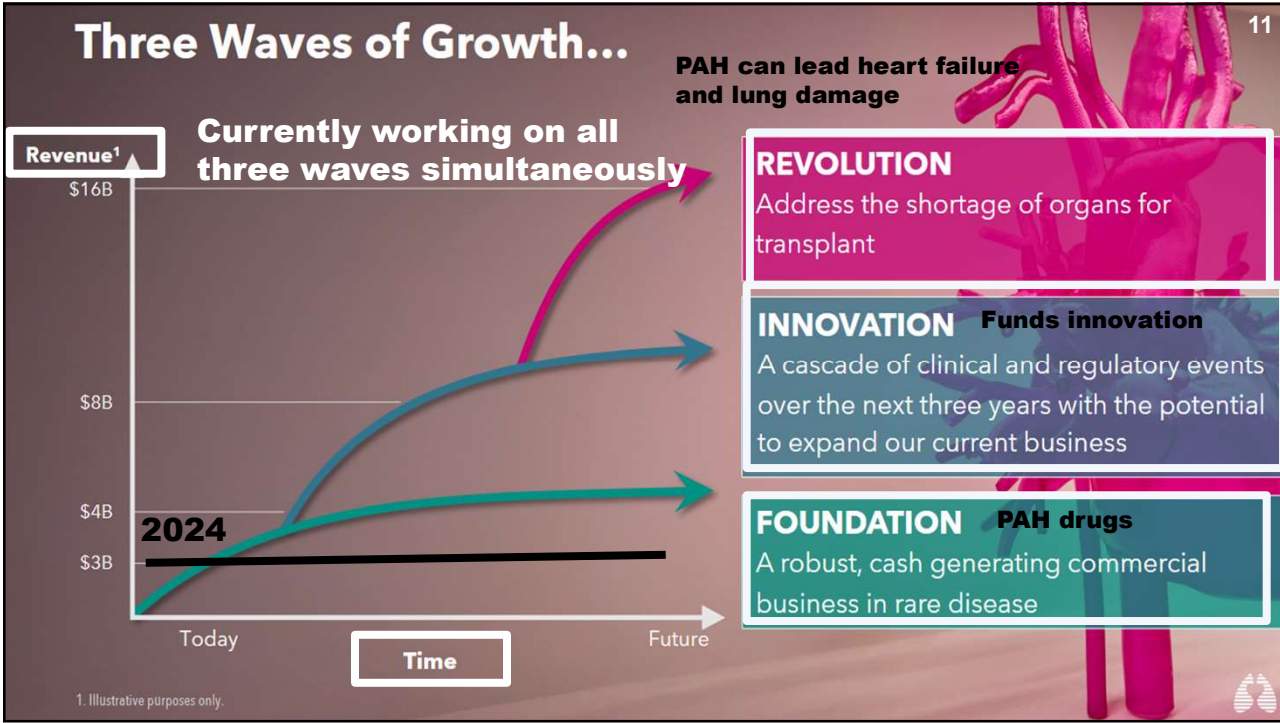 11
Three Waves of Growth...
PAH can lead heart failure
and lung damage
Currently working on all
three waves simultaneously
Revenue¹
$16B
$8B
$4B
$3B
2024
REVOLUTION
Address the shortage of organs for
transplant
INNOVATION Funds innovation
A cascade of clinical and regulatory events
over the next three years with the potential
to expand our current business
FOUNDATION PAH drugs
A robust, cash generating commercial
business in rare disease
Today
Time
Future
1. Illustrative purposes only.